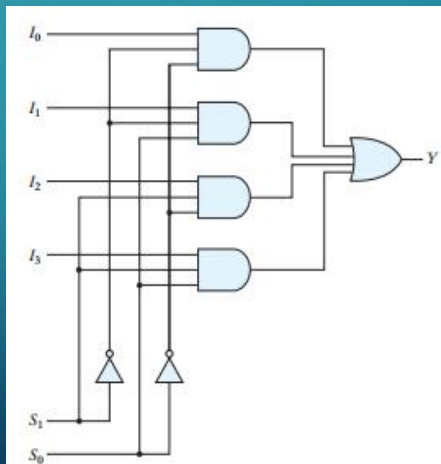 I₀
I₁
Y
I₂
I₃
S₁
S₀